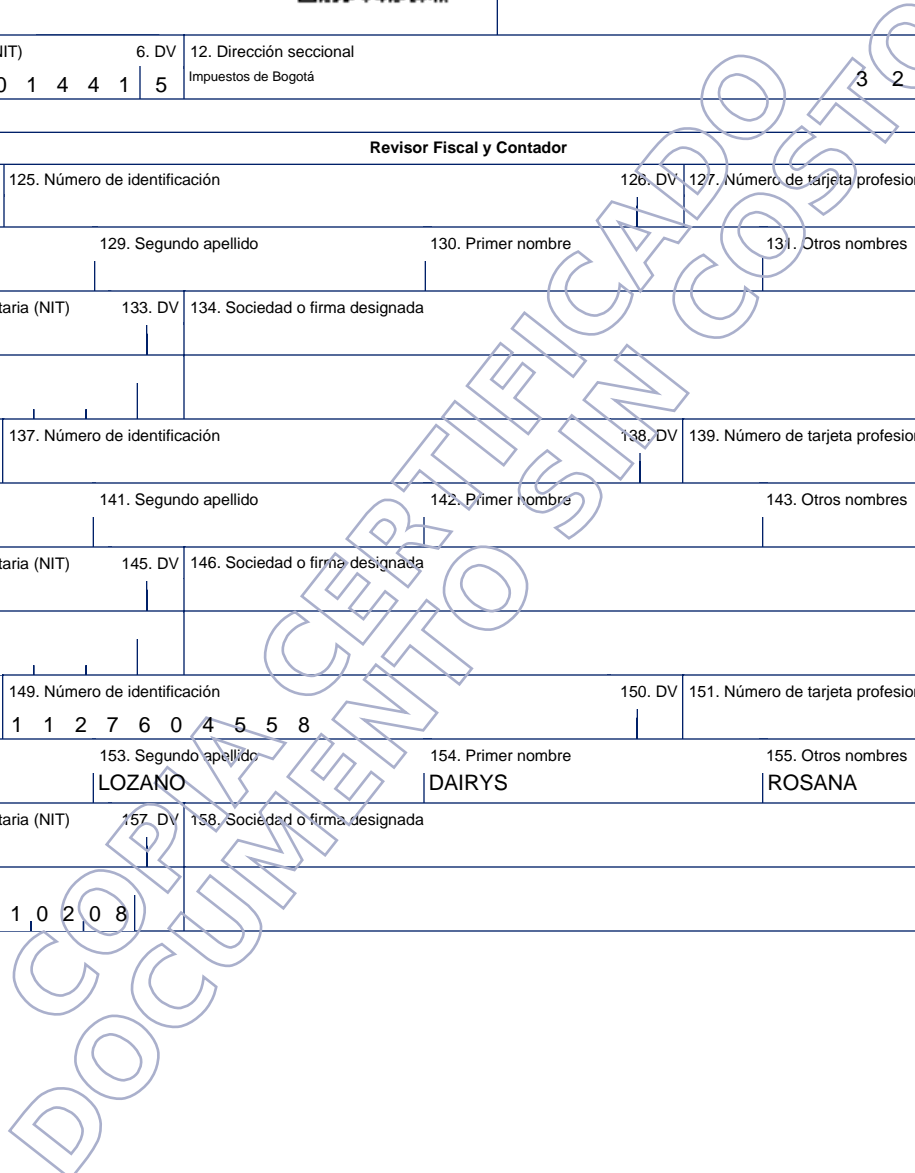 NIT) 6. DV 12. Dirección seccional
0 1 4 4 1 5 Impuestos de Bogotá 3 2
Revisor Fiscal y Contador
125. Número de identificación 126. DV 127. Número de tarjeta profesion
129. Segundo apellido 130. Primer nombre 131. Otros nombres
taria (NIT) 133. DV 134. Sociedad o firma designada
137. Número de identificación 138. DV 139. Número de tarjeta profesion
141. Segundo apellido 142. Primer nombre 143. Otros nombres
taria (NIT) 145. DV 146. Sociedad o firma designada
149. Número de identificación 150. DV 151. Número de tarjeta profesion
1 1 2 7 6 0 4 5 5 8
153. Segundo apellido 154. Primer nombre 155. Otros nombres
LOZANO DAIRYS ROSANA
taria (NIT) 157. DV 158. Sociedad o firma designada
1 0 2 0 8
COPIA CERTIFICADO
DOCUMENTO SIN COSTO